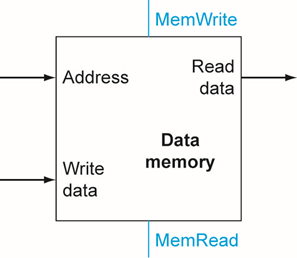 MemWrite
Address
Read
data
Data
memory
Write
data
MemRead